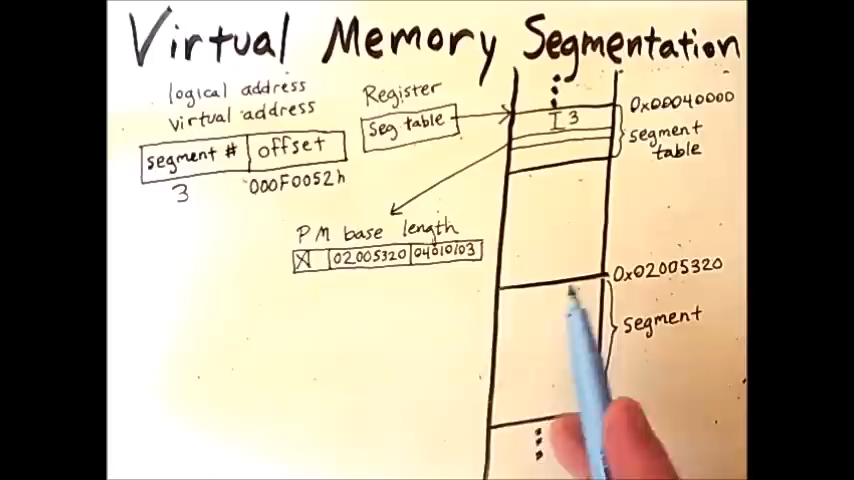 Virtual Memory Segmentation
logical address
virtual address
segment # offset
3 000F0052h
Register
seg table
3
0x00040000
segment
table
PM base length
02005320 04010103
0x02005320
segment